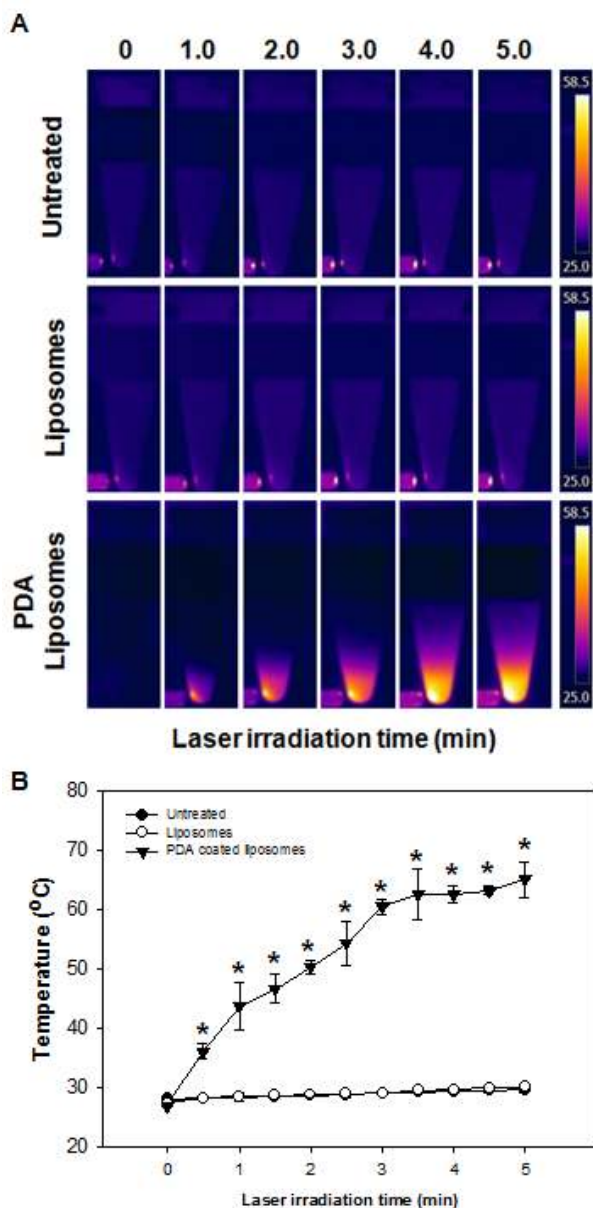 A
0 1.0 2.0 3.0 4.0 5.0
Untreated
58.5
25.0
Liposomes
58.5
25.0
PDA
Liposomes
58.5
25.0
Laser irradiation time (min)
B
80
70
60
50
40
30
20
Temperature (⁰C)
Untreated
Liposomes
PDA coated liposomes
* * * * * * * * * *
0 1 2 3 4 5
Laser irradiation time (min)